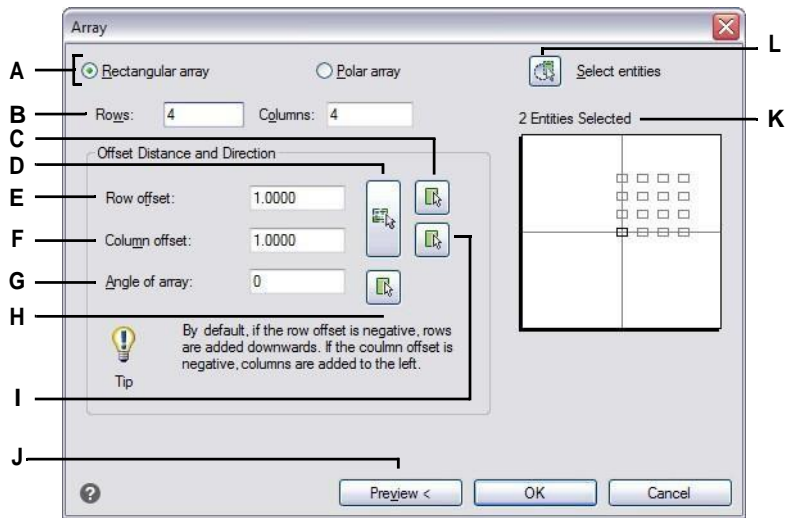 Array
L
A
Rectangular array
Polar array
Select entities
B
Rows: 4
Columns: 4
2 Entities Selected
K
C
D
Offset Distance and Direction
E
Row offset: 1.0000
F
Column offset: 1.0000
G
Angle of array: 0
H
By default, if the row offset is negative, rows
are added downwards. If the coulmn offset is
negative, columns are added to the left.
Tip
I
J
?
Preview <
OK
Cancel